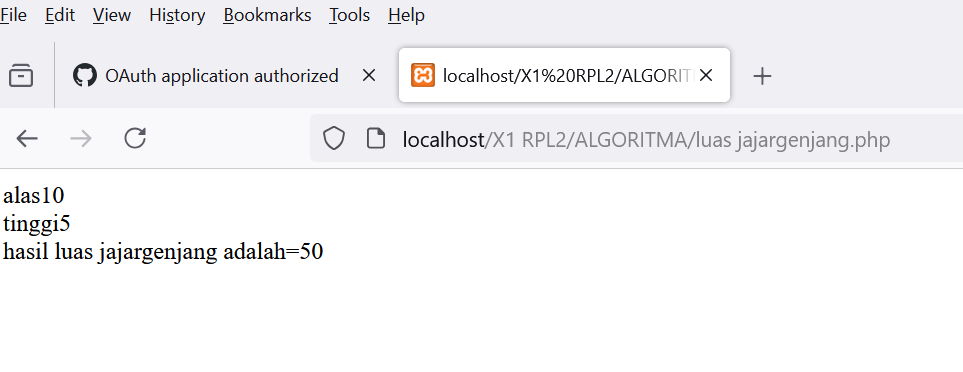 File Edit View History Bookmarks Tools Help
OAuth application authorized localhost/X1%20RPL2/ALGORIT
localhost/X1 RPL2/ALGORITMA/luas jajargenjang.php
alas10
tinggi5
hasil luas jajargenjang adalah=50